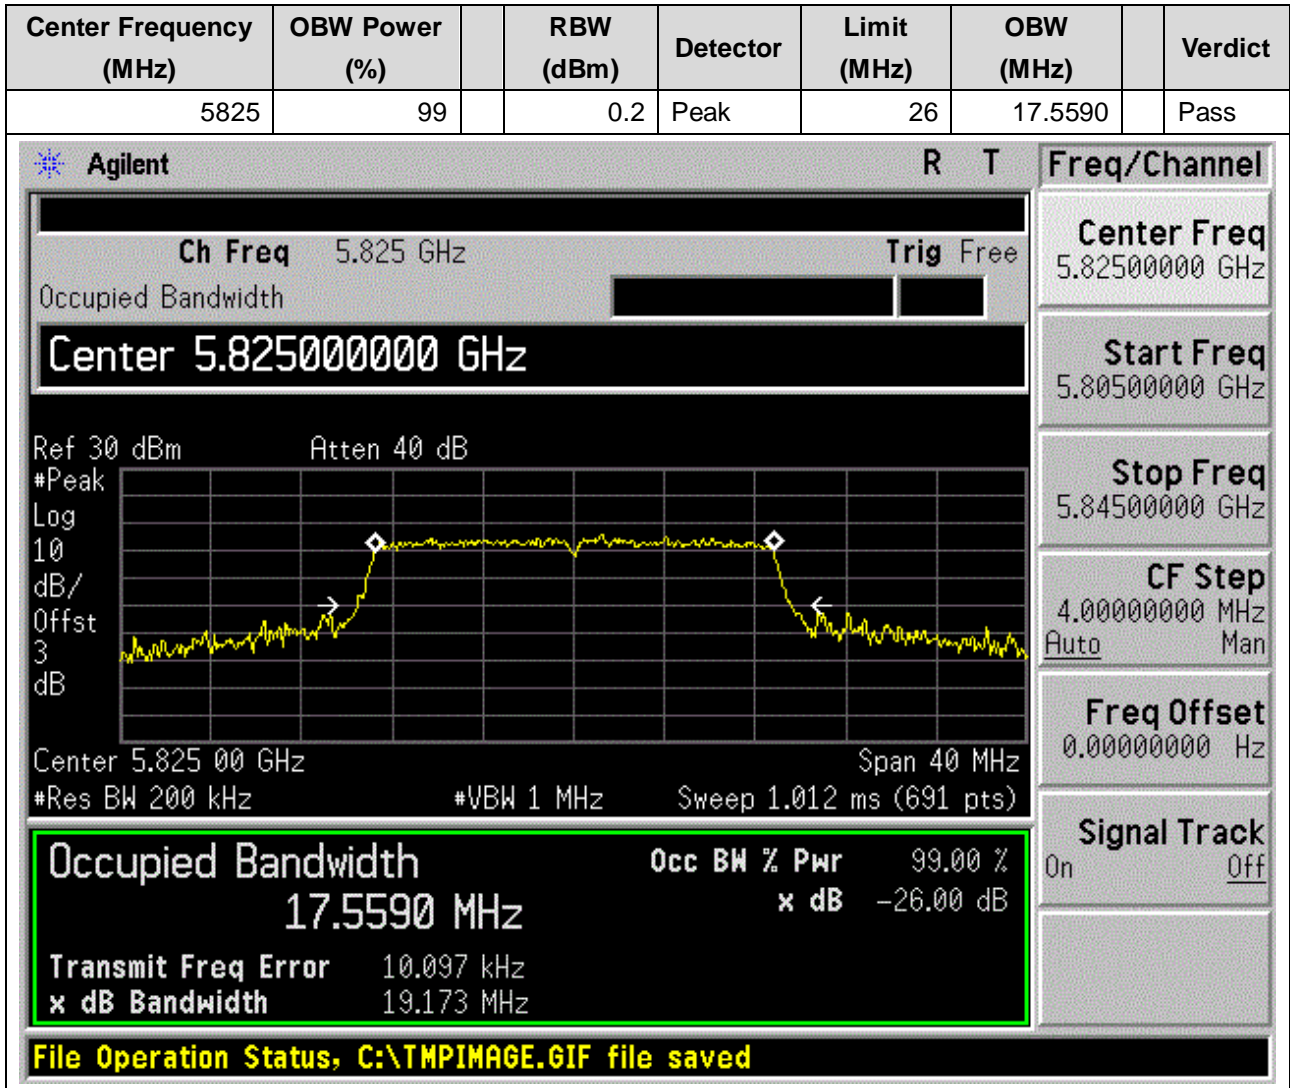 Center Frequency (MHz) OBW Power (%) RBW (dBm) Detector Limit (MHz) OBW (MHz) Verdict
5825 99 0.2 Peak 26 17.5590 Pass
Agilent R T Freq/Channel
Ch Freq 5.825 GHz Trig Free
Occupied Bandwidth
Center 5.825000000 GHz
Center Freq
5.82500000 GHz
Start Freq
5.80500000 GHz
Stop Freq
5.84500000 GHz
CF Step
4.00000000 MHz
Auto Man
Freq Offset
0.00000000 Hz
Signal Track
On Off
Ref 30 dBm Atten 40 dB
#Peak
Log
10
dB/
Offst
3
dB
Center 5.825 00 GHz Span 40 MHz
#Res BW 200 kHz #VBW 1 MHz Sweep 1.012 ms (691 pts)
Occupied Bandwidth Occ BW % Pwr 99.00 %
17.5590 MHz x dB -26.00 dB
Transmit Freq Error 10.097 kHz
x dB Bandwidth 19.173 MHz
File Operation Status, C:\TMPIMAGE.GIF file saved